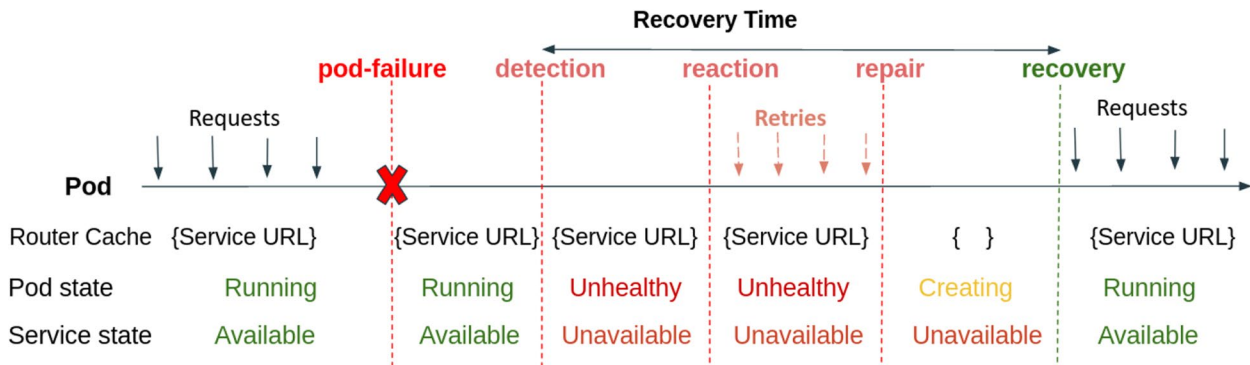 Recovery Time
pod-failure detection reaction repair recovery
Requests Retries Requests
Pod
Router Cache {Service URL} {Service URL} {Service URL} {Service URL} { } {Service URL}
Pod state Running Running Unhealthy Unhealthy Creating Running
Service state Available Available Unavailable Unavailable Unavailable Available